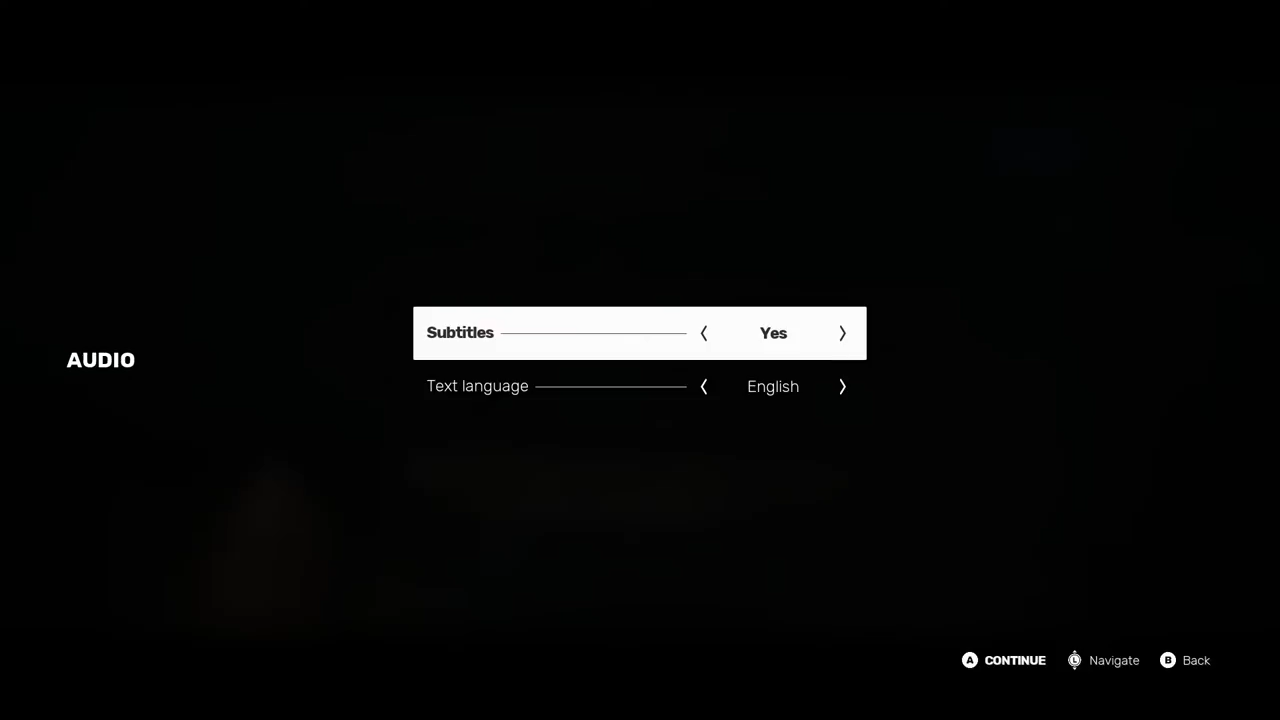 Subtitles Yes
AUDIO
Text language English
A CONTINUE L Navigate B Back